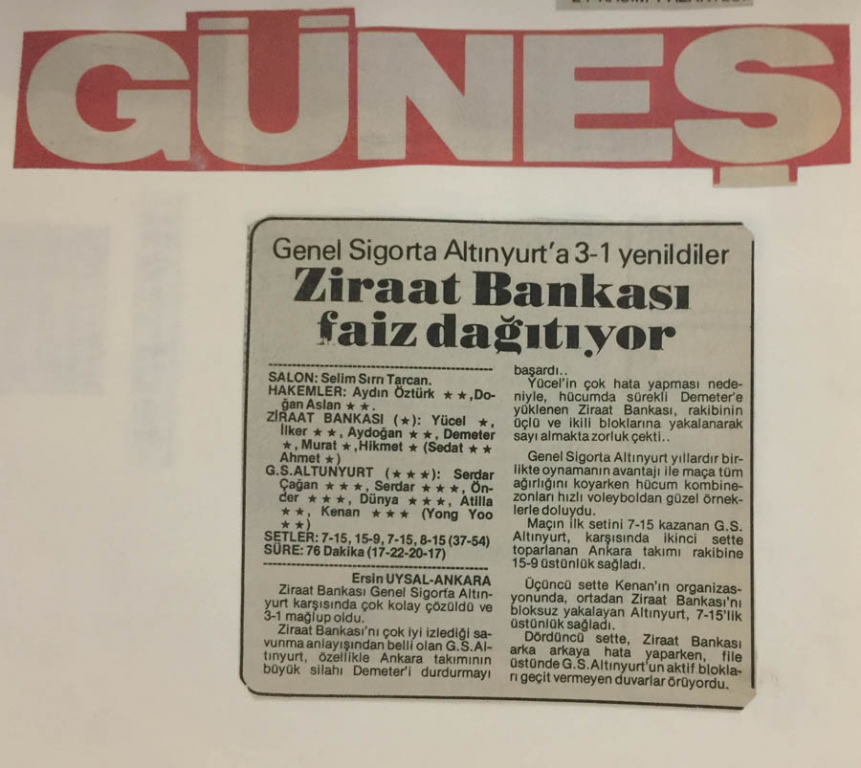 GÜNEŞ
Genel Sigorta Altınyurt'a 3-1 yenildiler
Ziraat Bankası
faiz dağıtıyor
SALON: Selim Sırrı Tarcan.
HAKEMLER: Aydın Öztürk ★ ★, Do-
ğan Aslan ★ ★.
ZİRAAT BANKASI (★): Yücel ★,
İlker ★ ★, Aydoğan ★ ★, Demeter
★, Murat ★, Hikmet ★ (Sedat ★ ★
Ahmet ★)
G.S.ALTUNYURT (★ ★ ★): Serdar
Çağan ★ ★ ★, Serdar ★ ★ ★, Ön-
der ★ ★ ★, Dünya ★ ★ ★, Atilla
★ ★, Kenan ★ ★ ★ (Yong Yoo
★ ★)
SETLER: 7-15, 15-9, 7-15, 8-15 (37-54)
SÜRE: 76 Dakika (17-22-20-17)
Ersin UYSAL-ANKARA
Ziraat Bankası Genel Sigorta Altın-
yurt karşısında çok kolay çözüldü ve
3-1 mağlup oldu.
Ziraat Bankası'nı çok iyi izlediği sa-
vunma anlayışından belli olan G.S.Al-
tınyurt, özellikle Ankara takımının
büyük silahı Demeter'i durdurmayı
başardı..
Yücel'in çok hata yapması nede-
niyle, hücumda sürekli Demeter'e
yüklenen Ziraat Bankası, rakibinin
üçlü ve ikili bloklarına yakalanarak
sayı almakta zorluk çekti..
Genel Sigorta Altınyurt yıllardır bir-
likte oynamanın avantajı ile maça tüm
ağırlığını koyarken hücum kombine-
zonları hızlı voleyboldan güzel örnek-
lerle doluydu.
Maçın ilk setini 7-15 kazanan G.S.
Altınyurt, karşısında ikinci sette
toparlanan Ankara takımı rakibine
15-9 üstünlük sağladı.
Üçüncü sette Kenan'ın organizas-
yonunda, ortadan Ziraat Bankası'nı
bloksuz yakalayan Altınyurt, 7-15'lik
üstünlük sağladı.
Dördüncü sette, Ziraat Bankası
arka arkaya hata yaparken, file
üstünde G.S.Altınyurt'un aktif blokla-
rı geçit vermeyen duvarlar örüyordu.